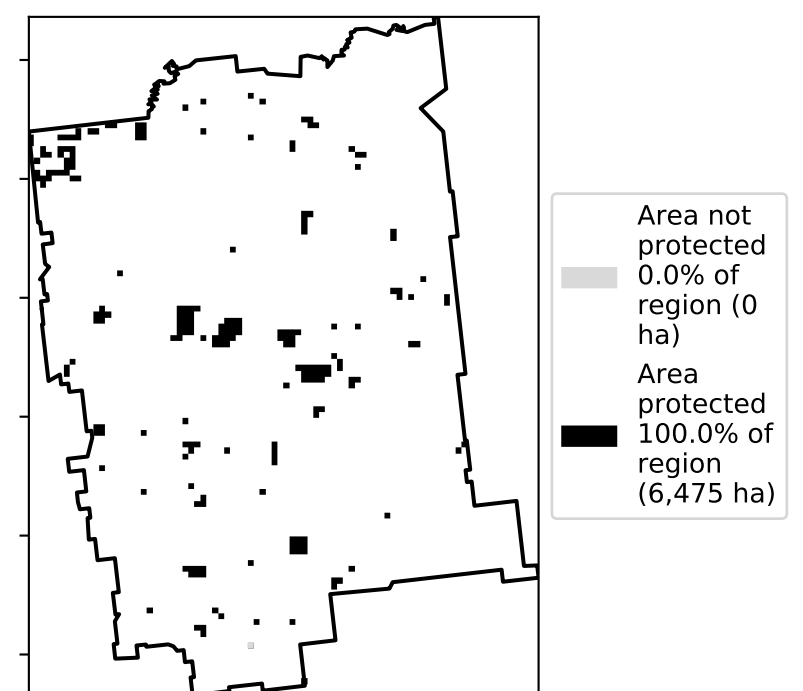 Area not
protected
0.0% of
region (0
ha)
Area
protected
100.0% of
region
(6,475 ha)